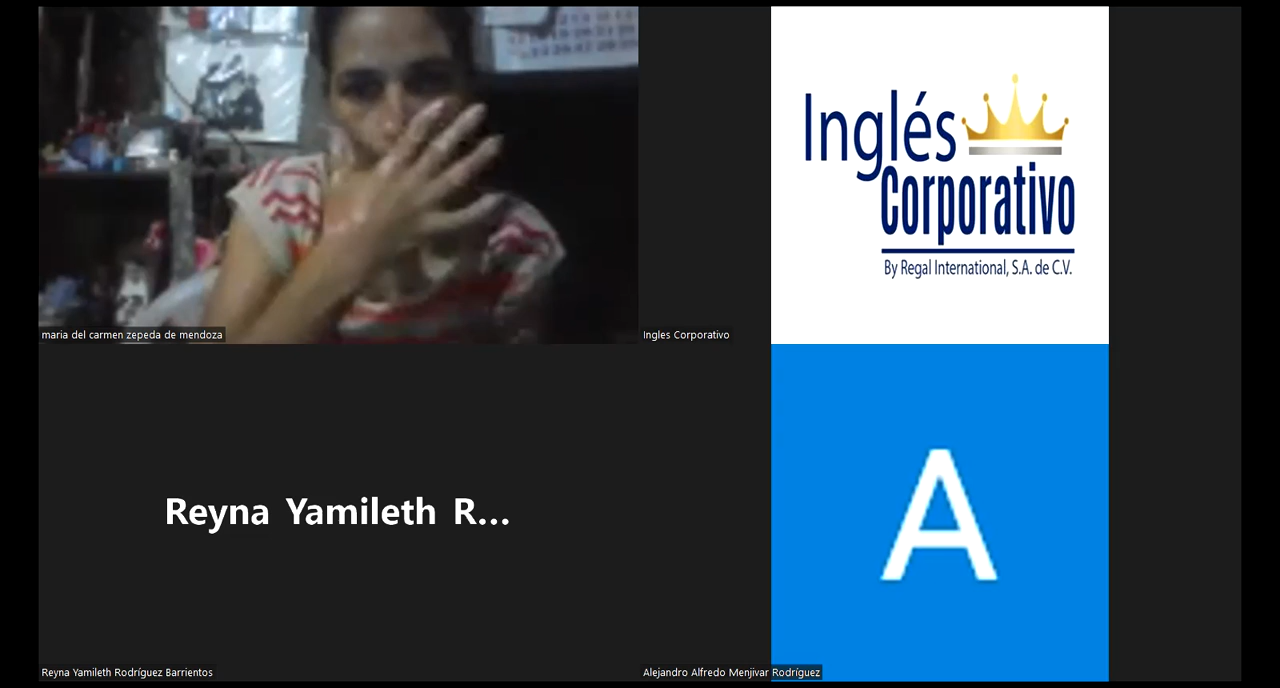 Inglés
Corporativo
By Regal International, S.A. de C.V.
maria del carmen zepeda de mendoza
Ingles Corporativo
Reyna Yamileth R...
Reyna Yamileth Rodríguez Barrientos
A
Alejandro Alfredo Menjivar Rodríguez